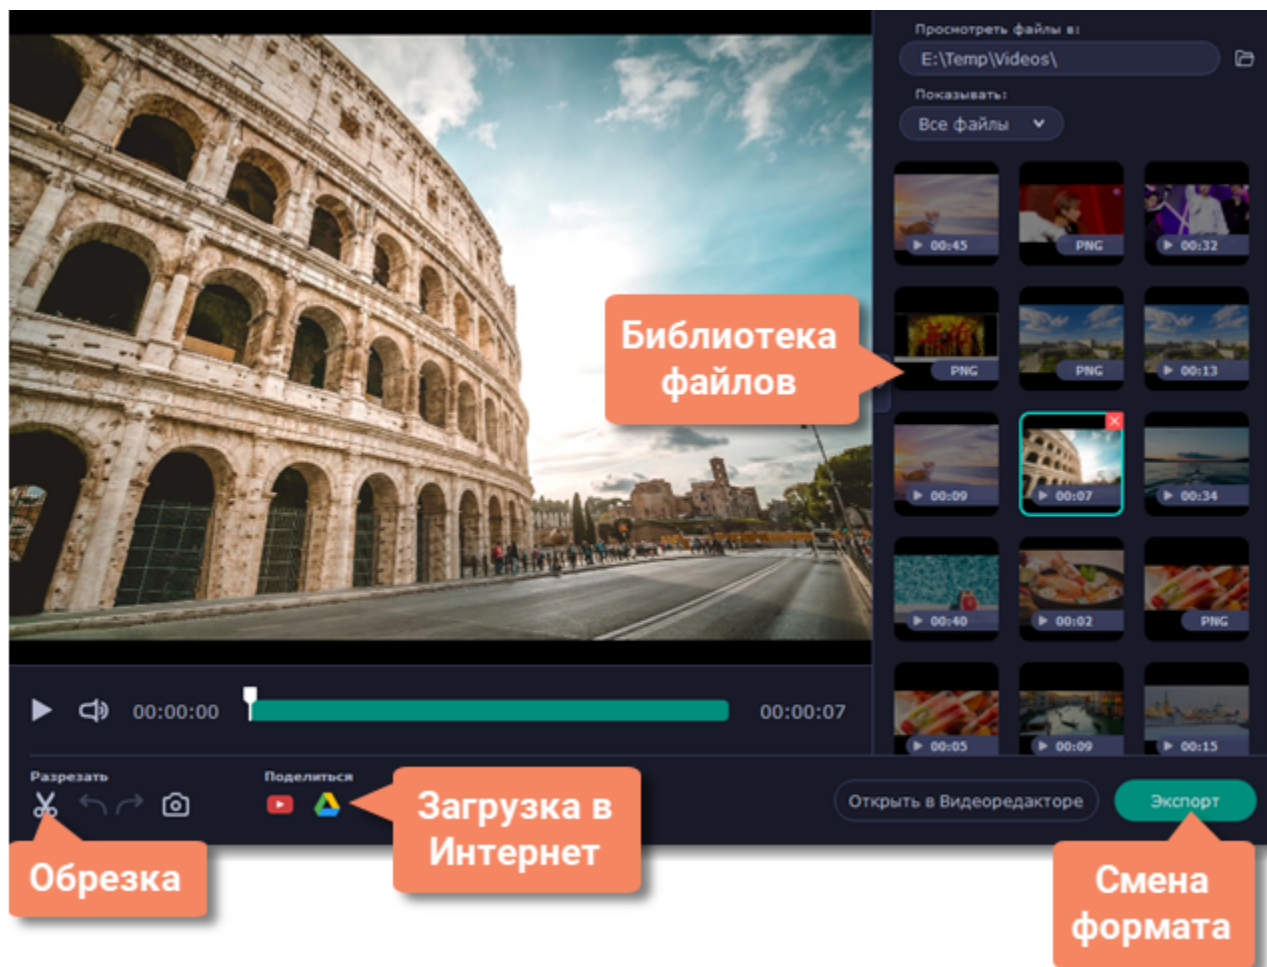 Просмотреть файлы в:
E:\Temp\Videos\
Показывать:
Все файлы
00:45
PNG
00:32
Библиотека
файлов
PNG
PNG
00:13
00:09
00:07
00:34
00:40
00:02
PNG
00:05
00:09
00:15
00:00:00
00:00:07
Разрезать
Поделиться
Загрузка в
Интернет
Открыть в Видеоредакторе
Экспорт
Обрезка
Смена
формата